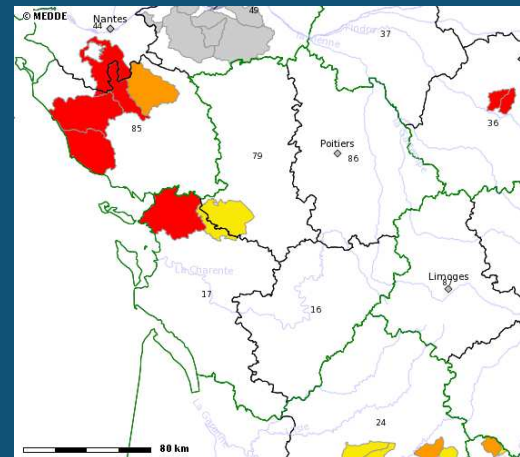 © MEDDE
Nantes
44
49
Indre
37
36
85
79
Poitiers
86
La Charente
Limoges
87
17
16
24
80 km